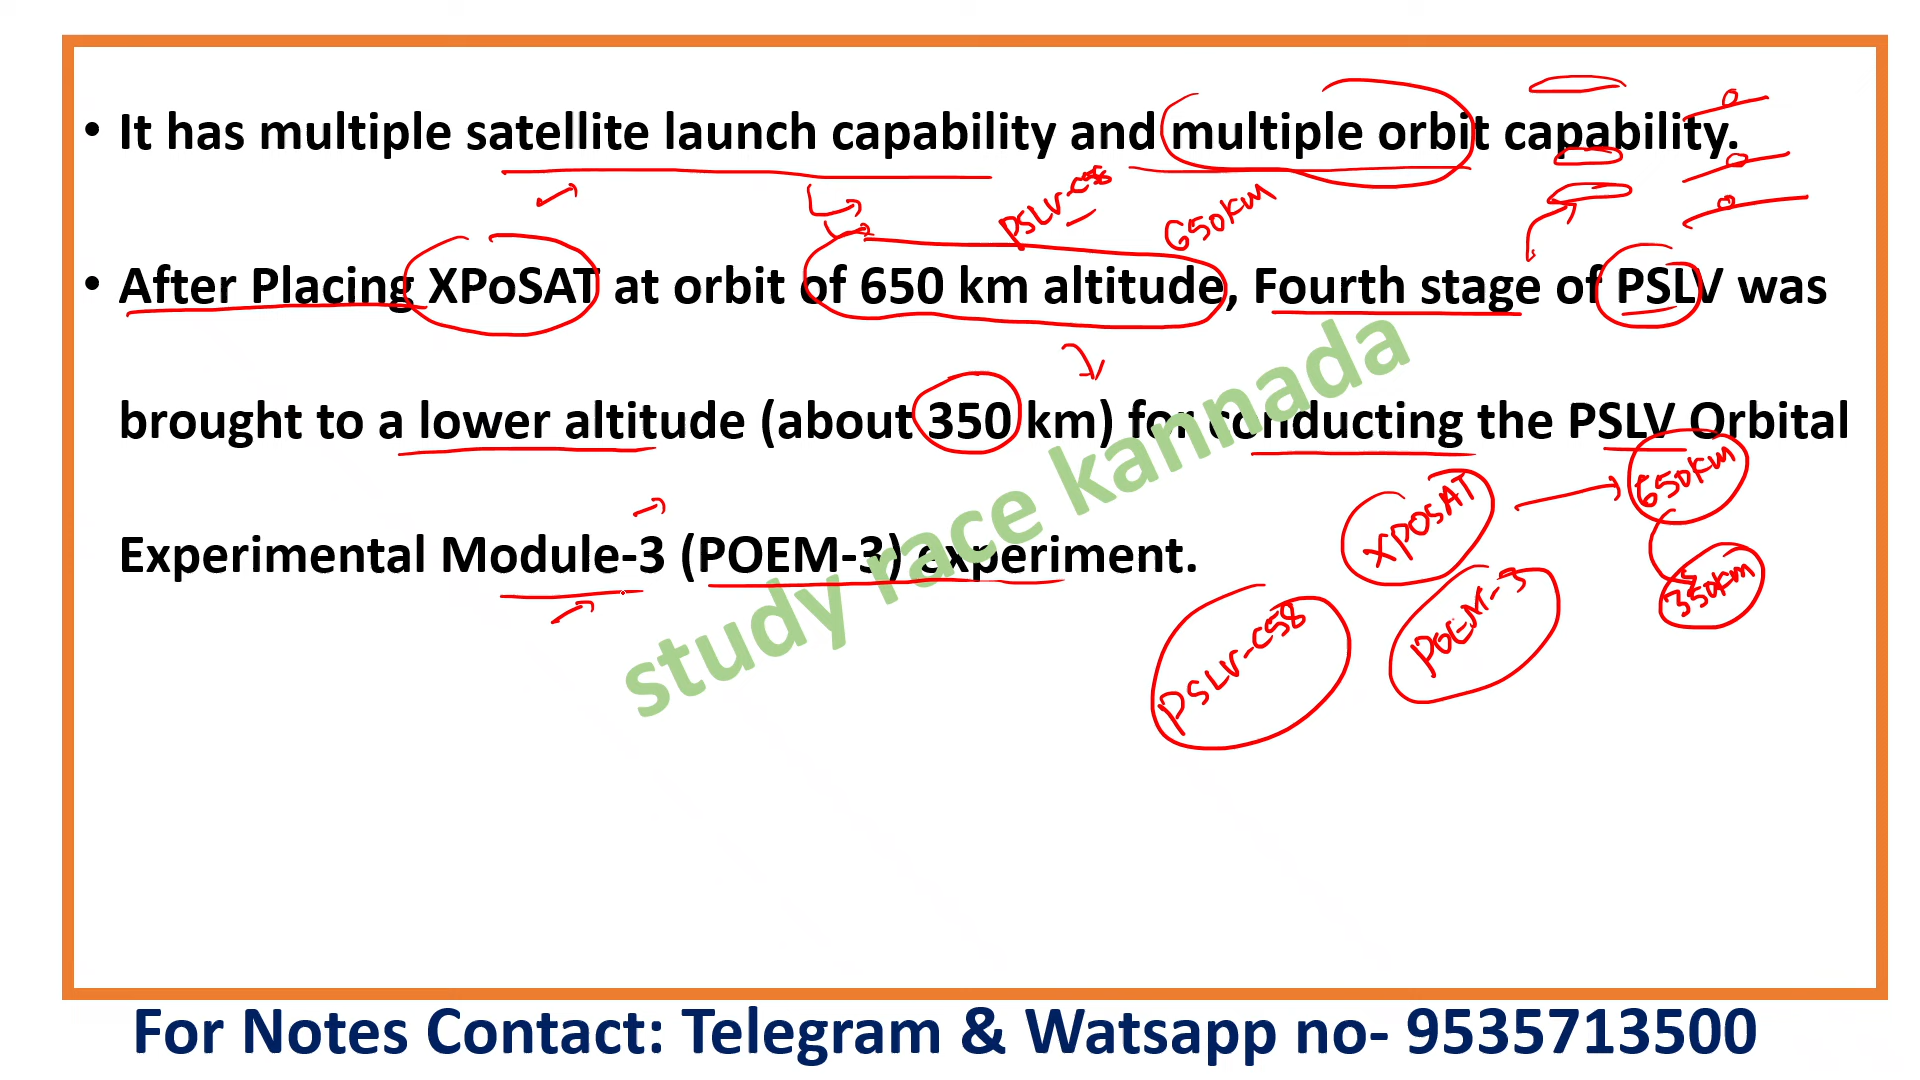 • It has multiple satellite launch capability and multiple orbit capability.
PSLV-C58 650km
• After Placing XPoSAT at orbit of 650 km altitude, Fourth stage of PSLV was
brought to a lower altitude (about 350 km) for conducting the PSLV Orbital
XPOSAT 650km
Experimental Module-3 (POEM-3) experiment.
350km
PSLV-C58 POEM-3
study race kannada
For Notes Contact: Telegram & Watsapp no- 9535713500